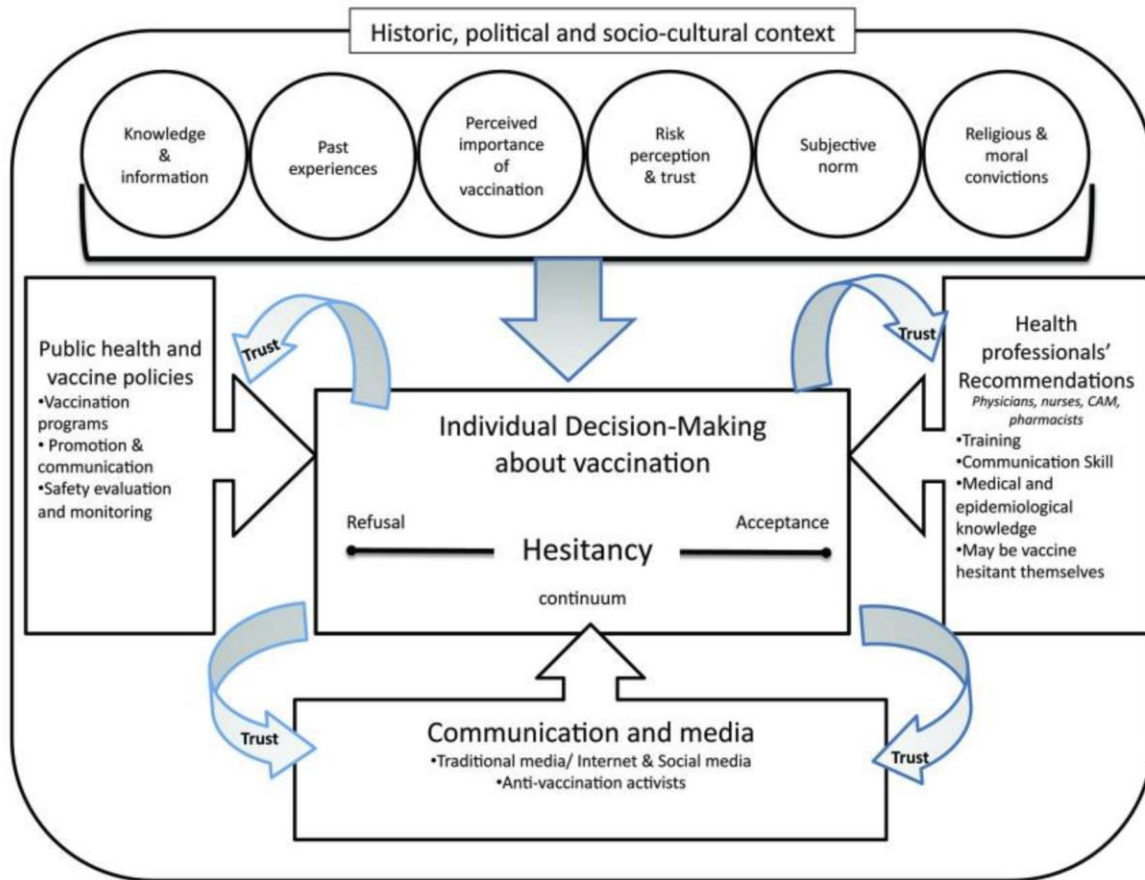 Historic, political and socio-cultural context
Knowledge
&
information
Past
experiences
Perceived
importance
of
vaccination
Risk
perception
& trust
Subjective
norm
Religious &
moral
convictions
Public health and
vaccine policies
•Vaccination
programs
• Promotion &
communication
•Safety evaluation
and monitoring
Trust
Trust
Health
professionals'
Recommendations
Physicians, nurses, CAM,
pharmacists
•Training
•Communication Skill
•Medical and
epidemiological
knowledge
•May be vaccine
hesitant themselves
Individual Decision-Making
about vaccination
Refusal
Acceptance
Hesitancy
continuum
Trust
Trust
Communication and media
•Traditional media/ Internet & Social media
•Anti-vaccination activists